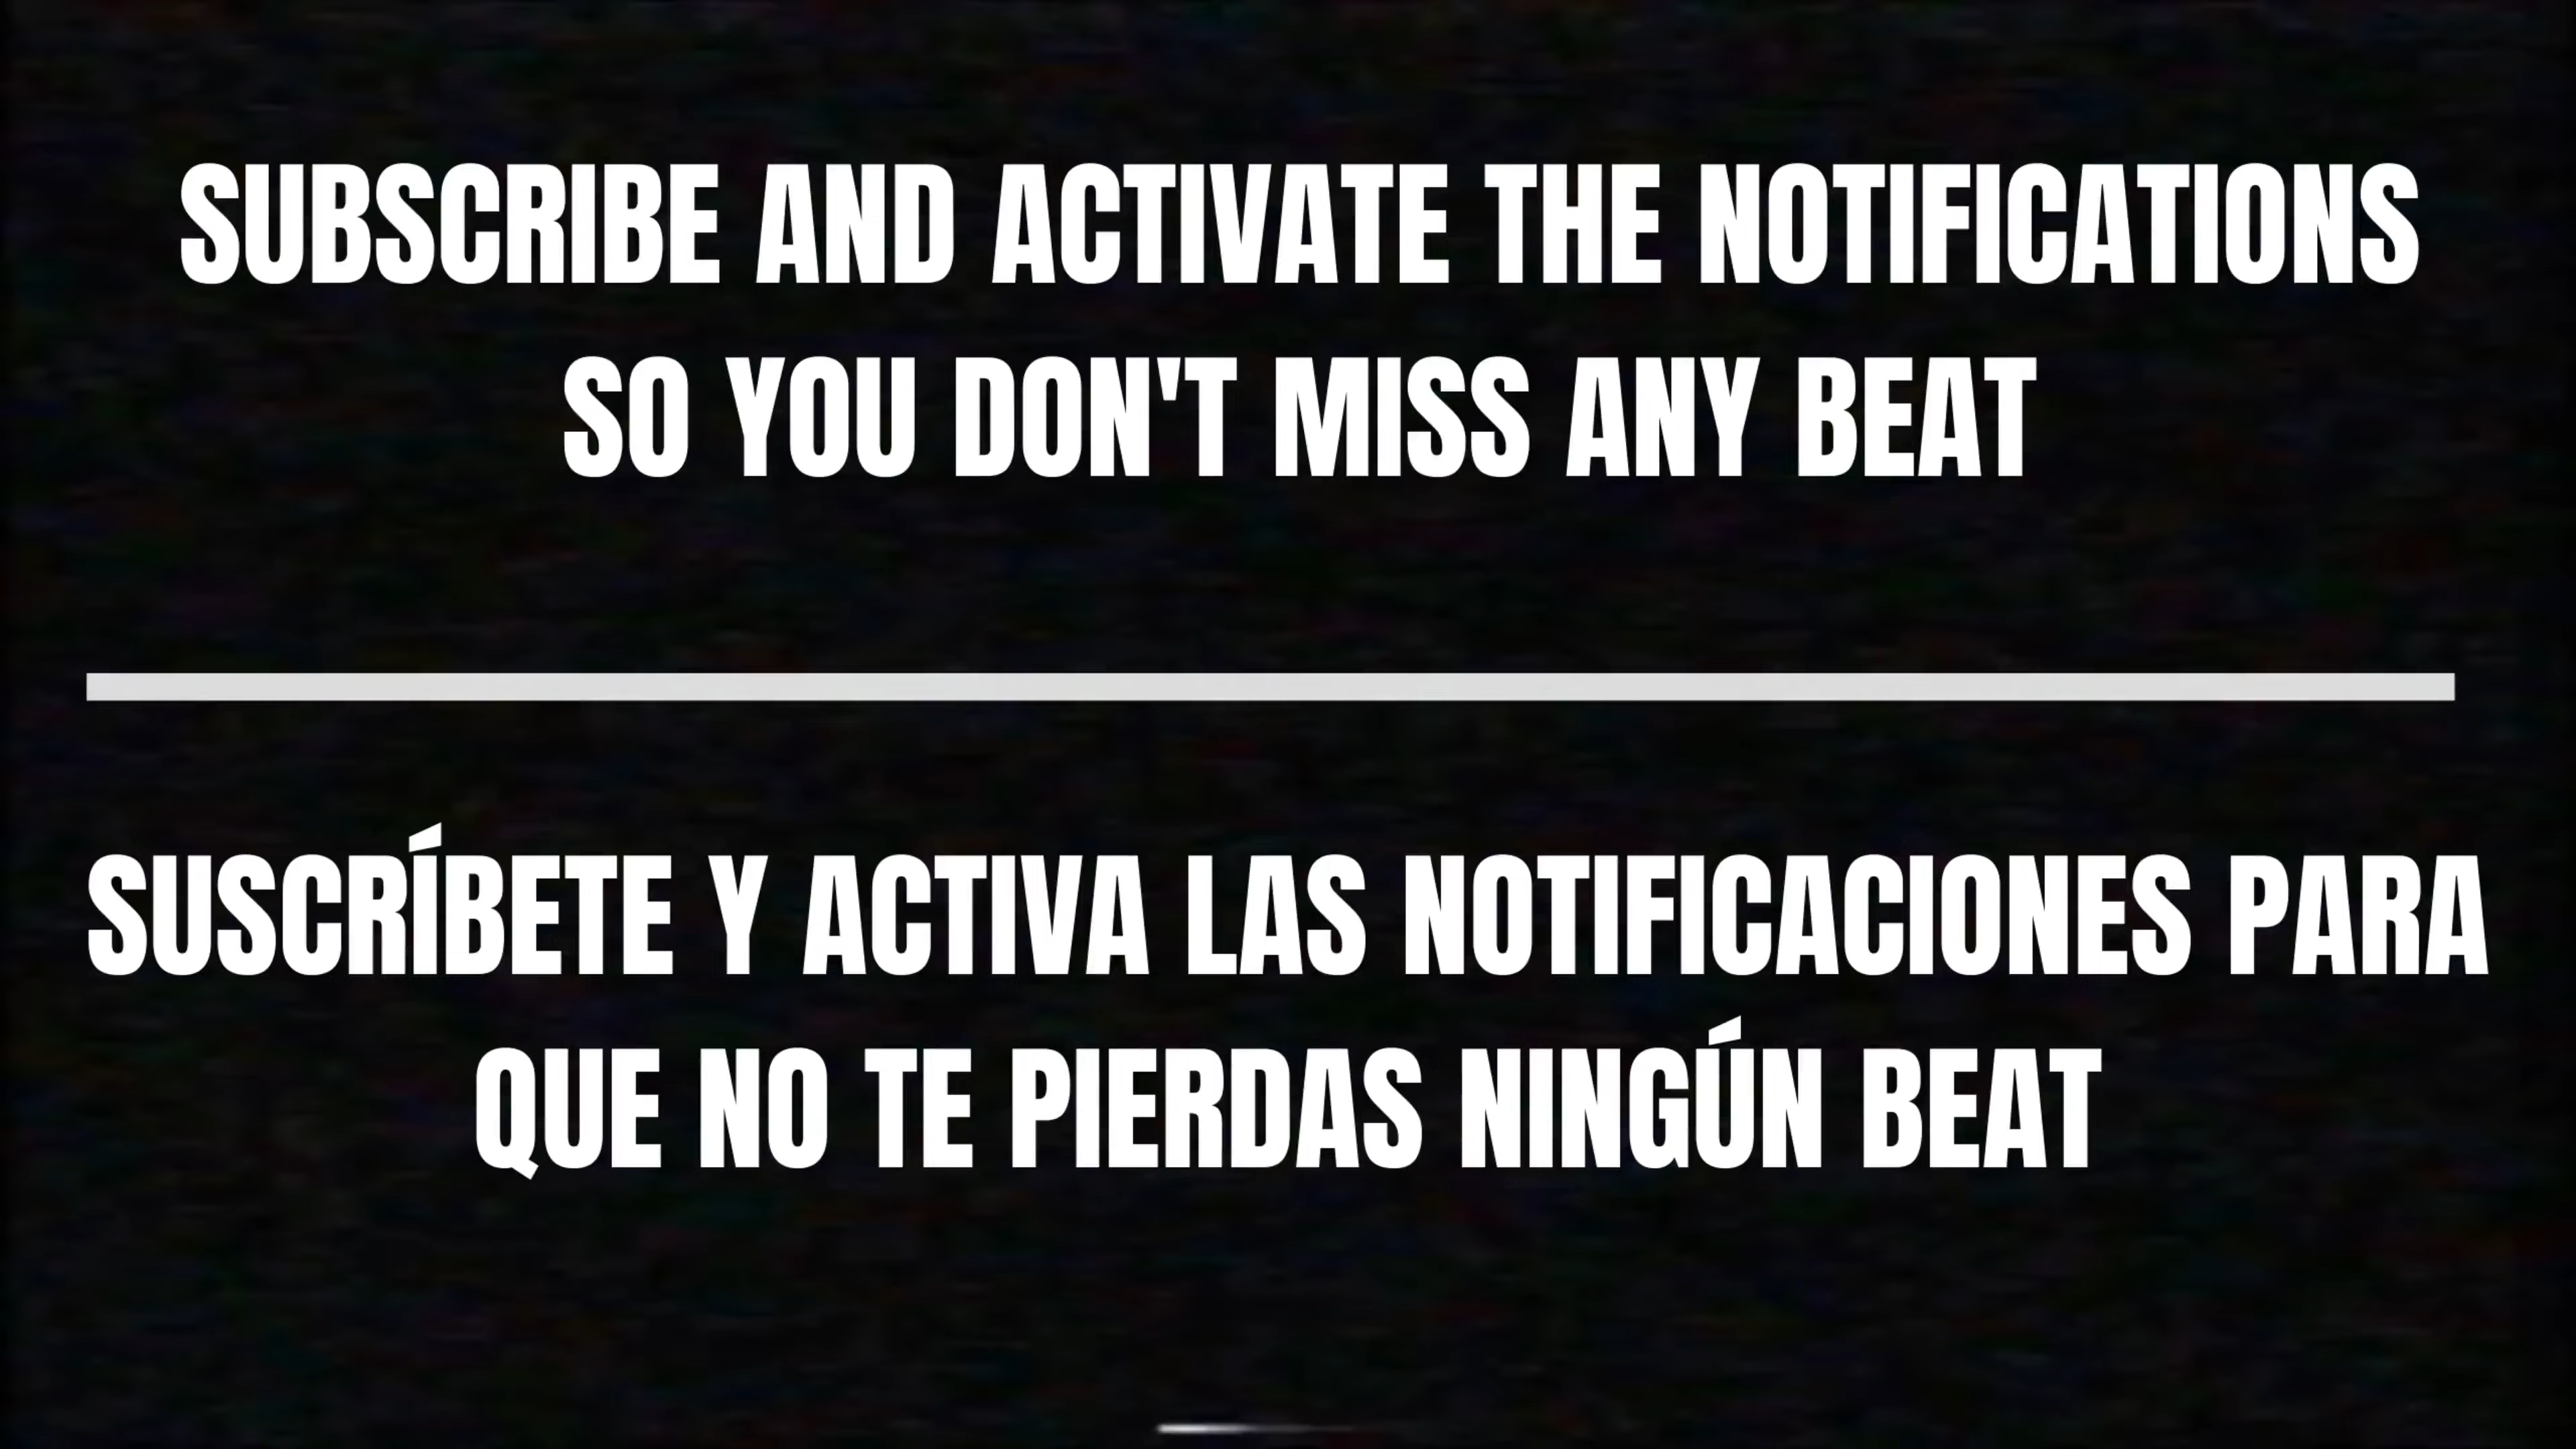 SUBSCRIBE AND ACTIVATE THE NOTIFICATIONS
SO YOU DON'T MISS ANY BEAT
SUSCRÍBETE Y ACTIVA LAS NOTIFICACIONES PARA
QUE NO TE PIERDAS NINGÚN BEAT